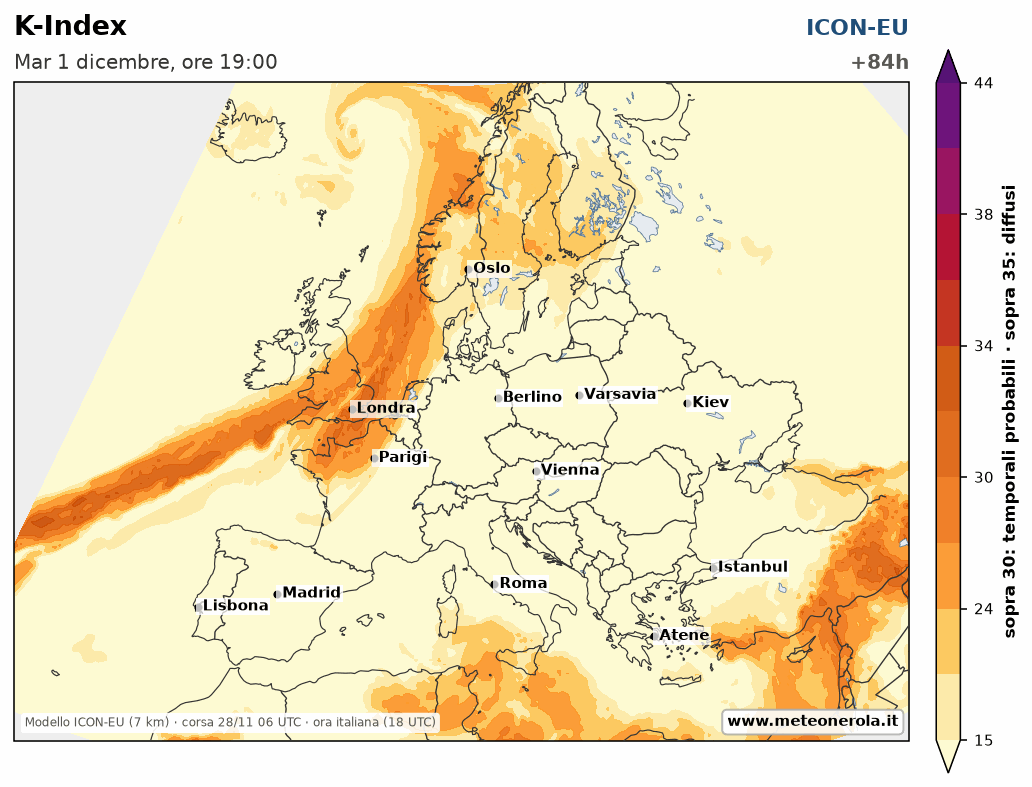 K-Index
ICON-EU
Mar 1 dicembre, ore 19:00
+84h
44
38
34
30
24
15
sopra 30: temporali probabili · sopra 35: diffusi
Oslo
Londra
Berlino
Varsavia
Kiev
Parigi
Vienna
Istanbul
Roma
Madrid
Lisbona
Atene
Modello ICON-EU (7 km) · corsa 28/11 06 UTC · ora italiana (18 UTC)
www.meteonerola.it